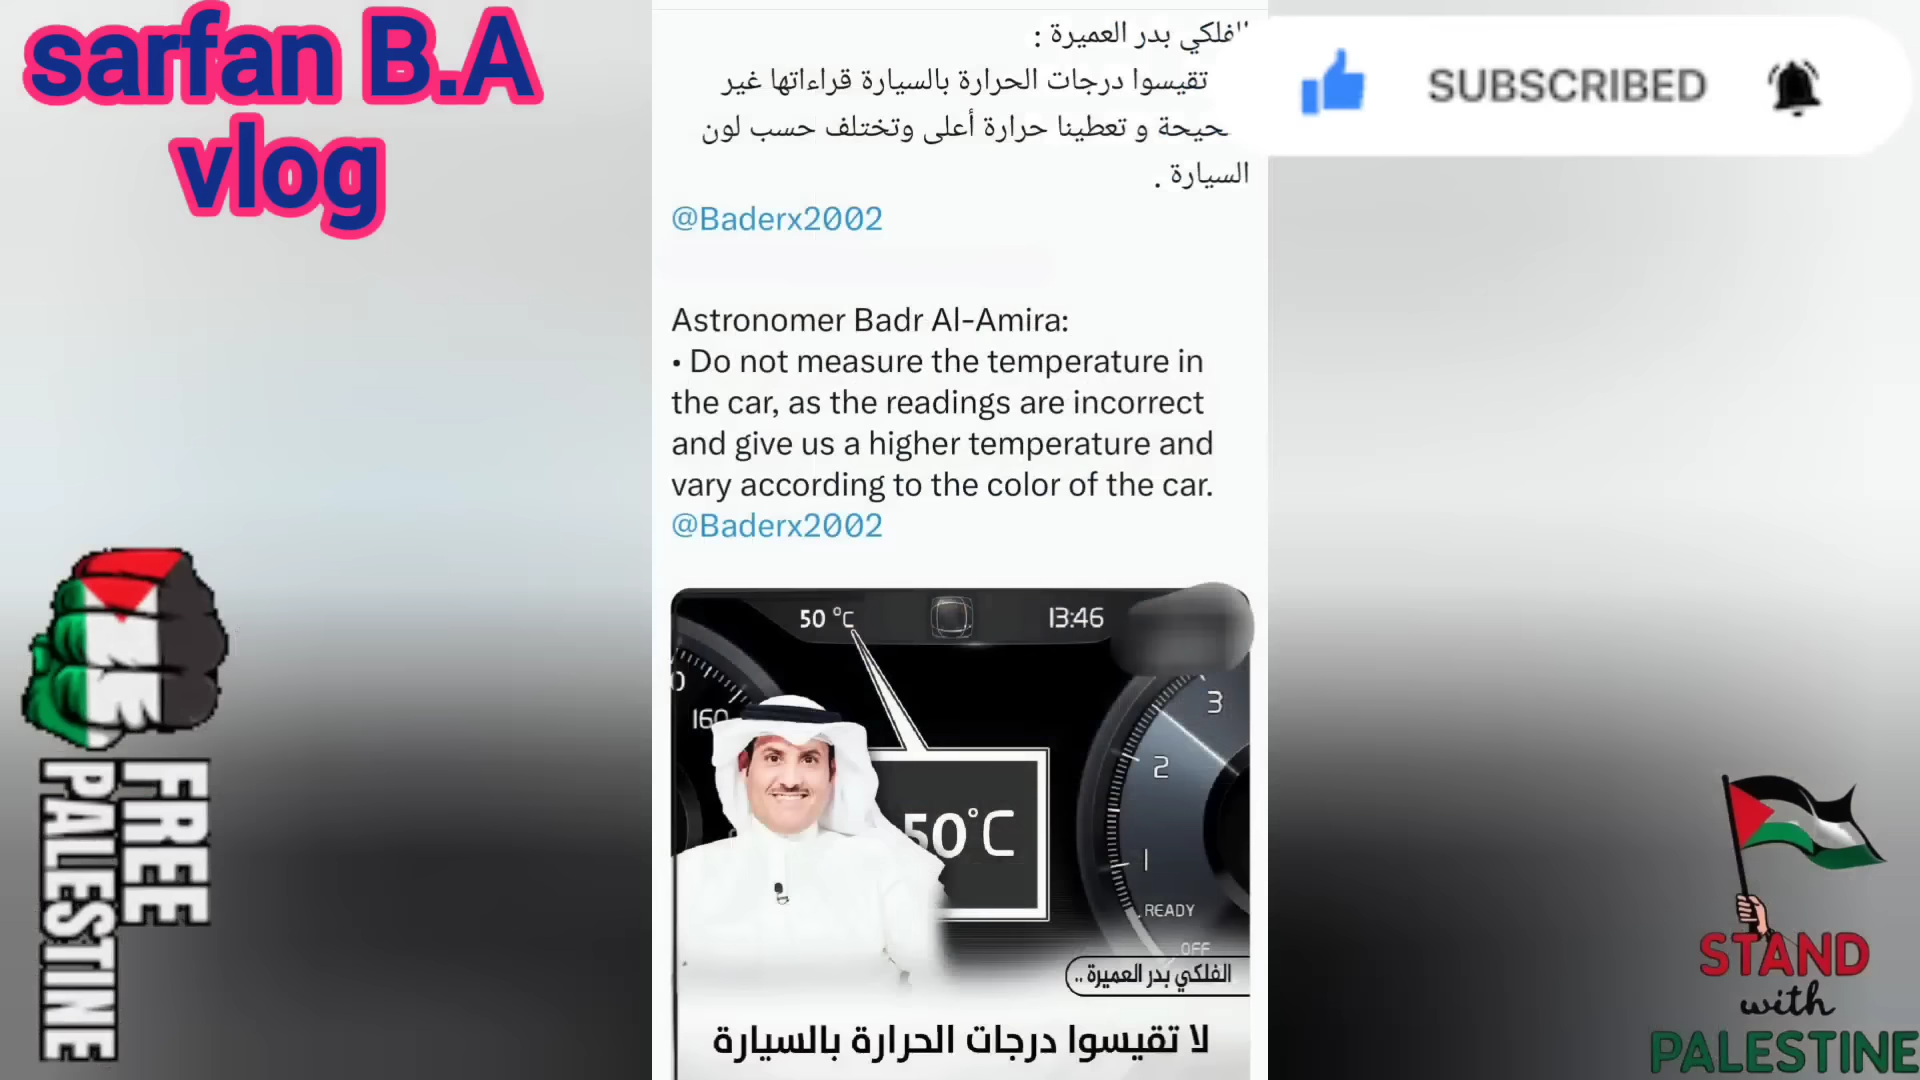 sarfan B.A
vlog
الفلكي بدر العميرة :
تقيسوا درجات الحرارة بالسيارة قراءاتها غير
و تعطينا حرارة أعلى وتختلف حسب لون
السيارة .
@Baderx2002
Astronomer Badr Al-Amira:
• Do not measure the temperature in
the car, as the readings are incorrect
and give us a higher temperature and
vary according to the color of the car.
@Baderx2002
SUBSCRIBED
50 °C
13:46
160
50°C
3
2
1
READY
OFF
الفلكي بدر العميرة ..
لا تقيسوا درجات الحرارة بالسيارة
FREE
PALESTINE
STAND
with
PALESTINE